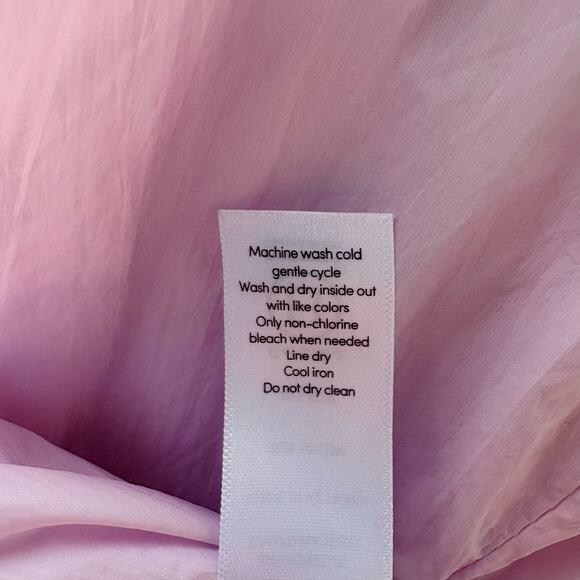 Machine wash cold
gentle cycle
Wash and dry inside out
with like colors
Only non-chlorine
bleach when needed
Line dry
Cool iron
Do not dry clean